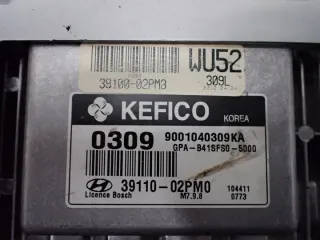 WU52
39100-02PM3
309L
KEFICO
KOREA
0309 9001040309KA
GPA-B41SFS0-5000
39110-02PM0
104411
Licence Bosch M7.9.8 0773